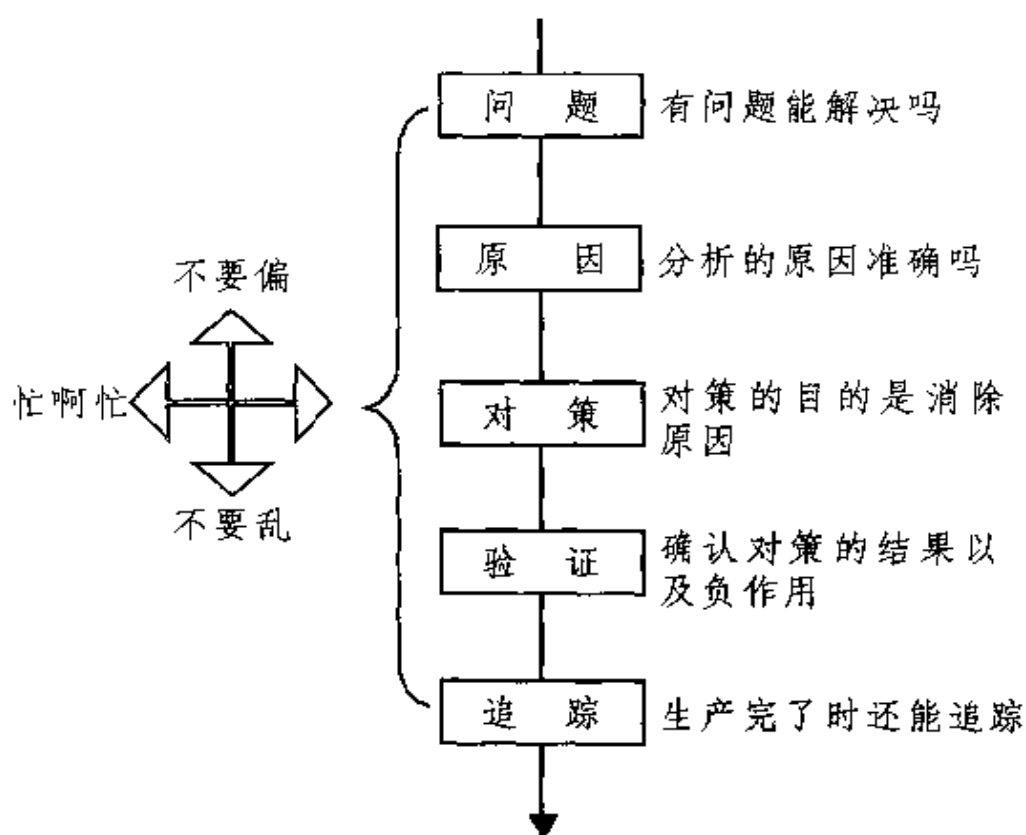 问题
有问题能解决吗
原因
分析的原因准确吗
不要偏
忙啊忙
对策
对策的目的是消除
原因
不要乱
验证
确认对策的结果以
及负作用
追踪
生产完了时还能追踪